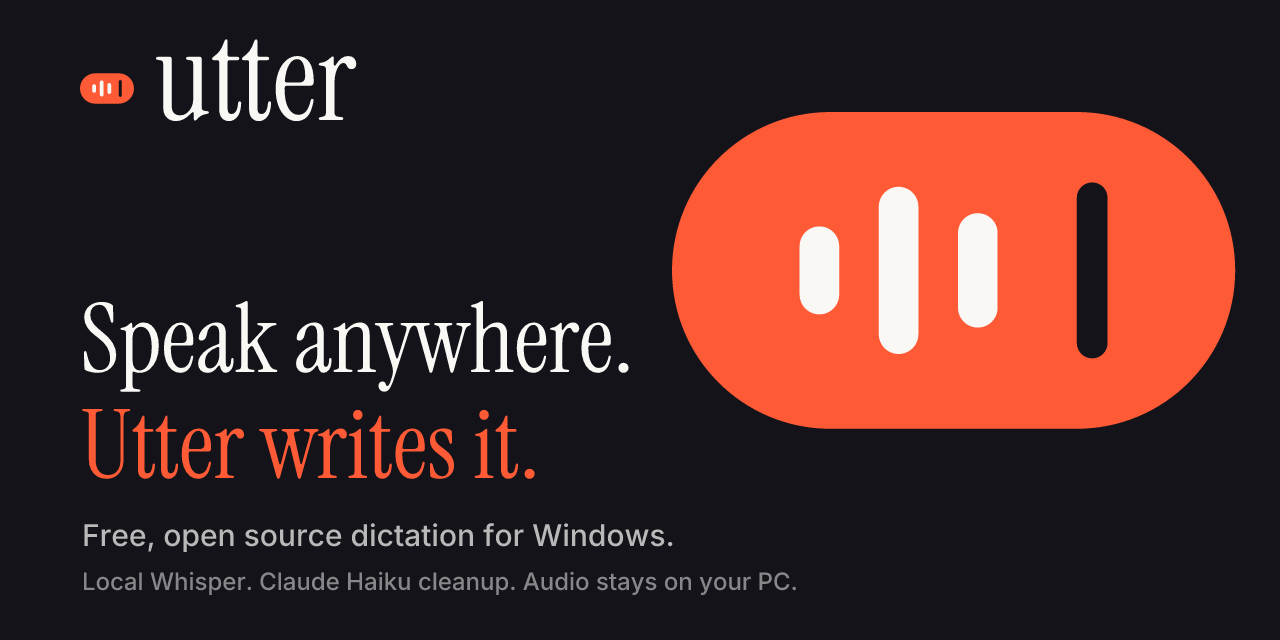 utter
Speak anywhere.
Utter writes it.
Free, open source dictation for Windows.
Local Whisper. Claude Haiku cleanup. Audio stays on your PC.